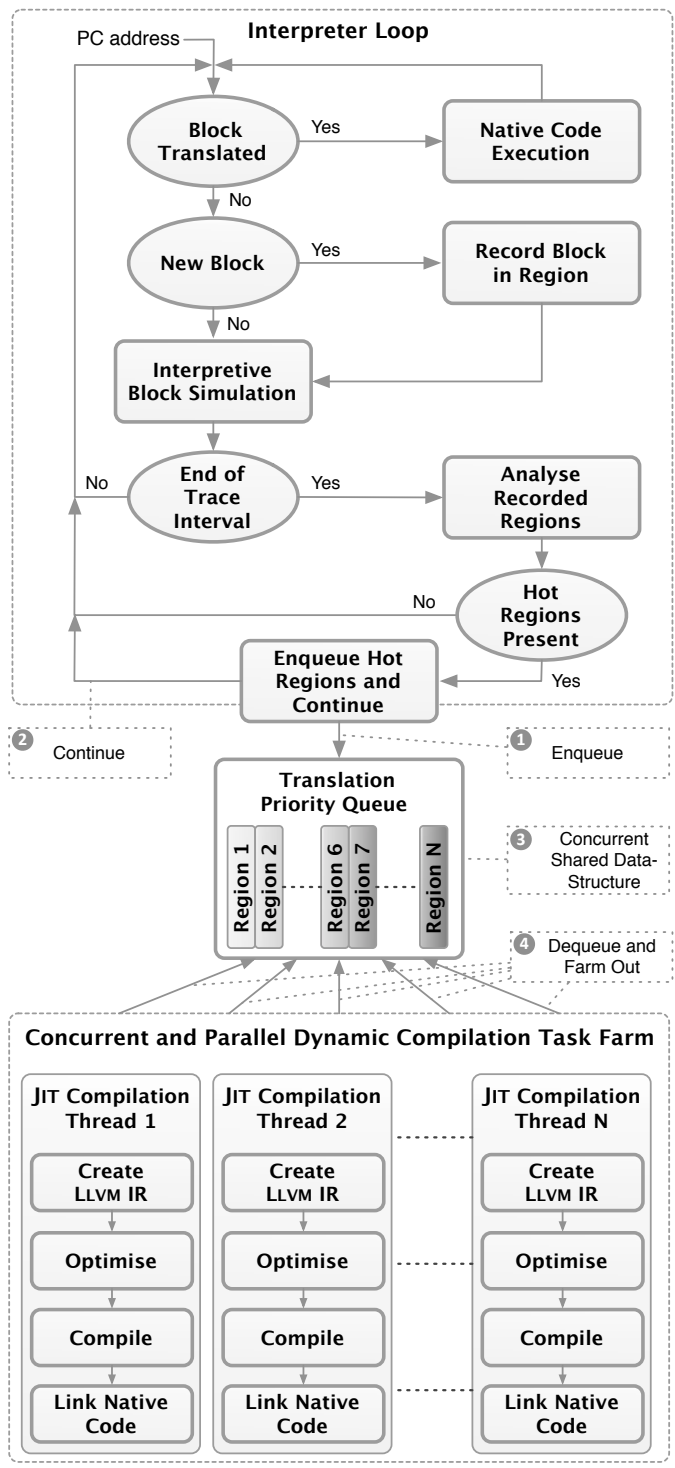 Interpreter Loop
PC address
Block
Translated
Yes
Native Code
Execution
No
New Block
Yes
Record Block
in Region
No
Interpretive
Block Simulation
No
End of
Trace
Interval
Yes
Analyse
Recorded
Regions
No
Hot
Regions
Present
Yes
Enqueue Hot
Regions and
Continue
2 Continue
1 Enqueue
Translation
Priority Queue
Region 1
Region 2
Region 6
Region 7
Region N
3 Concurrent
Shared Data-
Structure
4 Dequeue and
Farm Out
Concurrent and Parallel Dynamic Compilation Task Farm
JIT Compilation
Thread 1
Create
LLVM IR
Optimise
Compile
Link Native
Code
JIT Compilation
Thread 2
Create
LLVM IR
Optimise
Compile
Link Native
Code
JIT Compilation
Thread N
Create
LLVM IR
Optimise
Compile
Link Native
Code